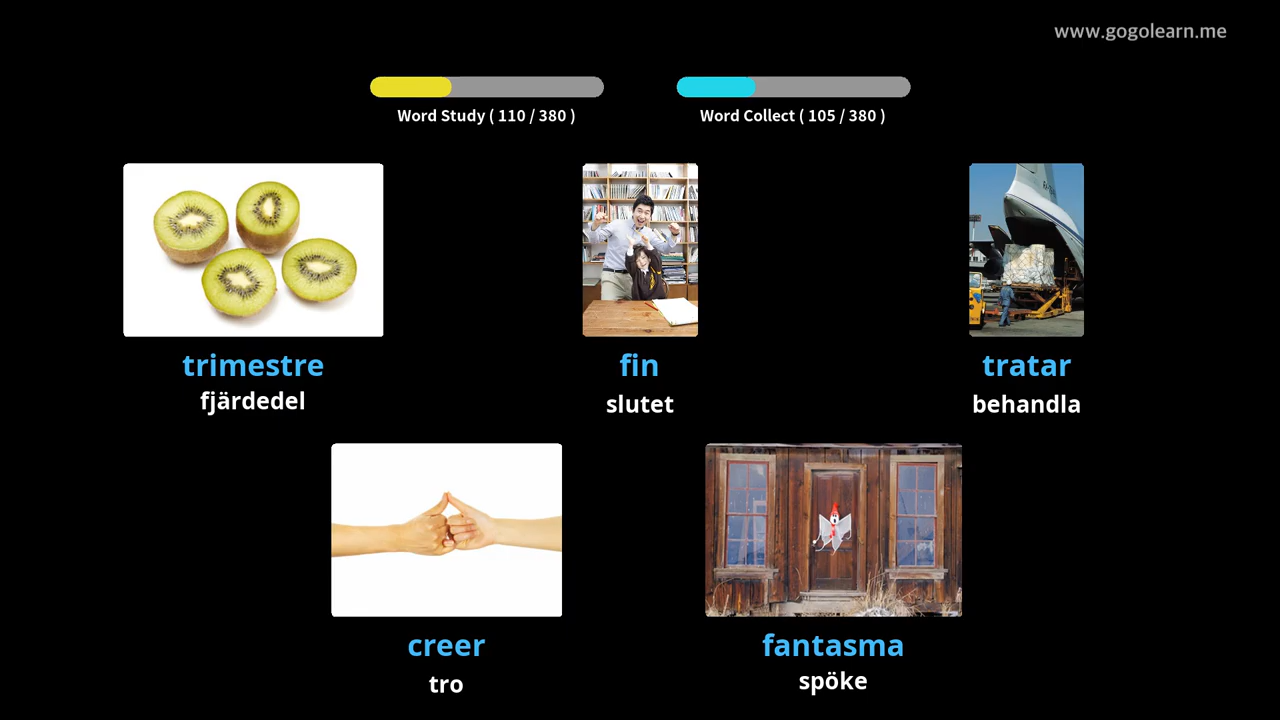 www.gogolearn.me
Word Study ( 110 / 380 )
Word Collect ( 105 / 380 )
trimestre
fjärdedel
fin
slutet
tratar
behandla
creer
tro
fantasma
spöke